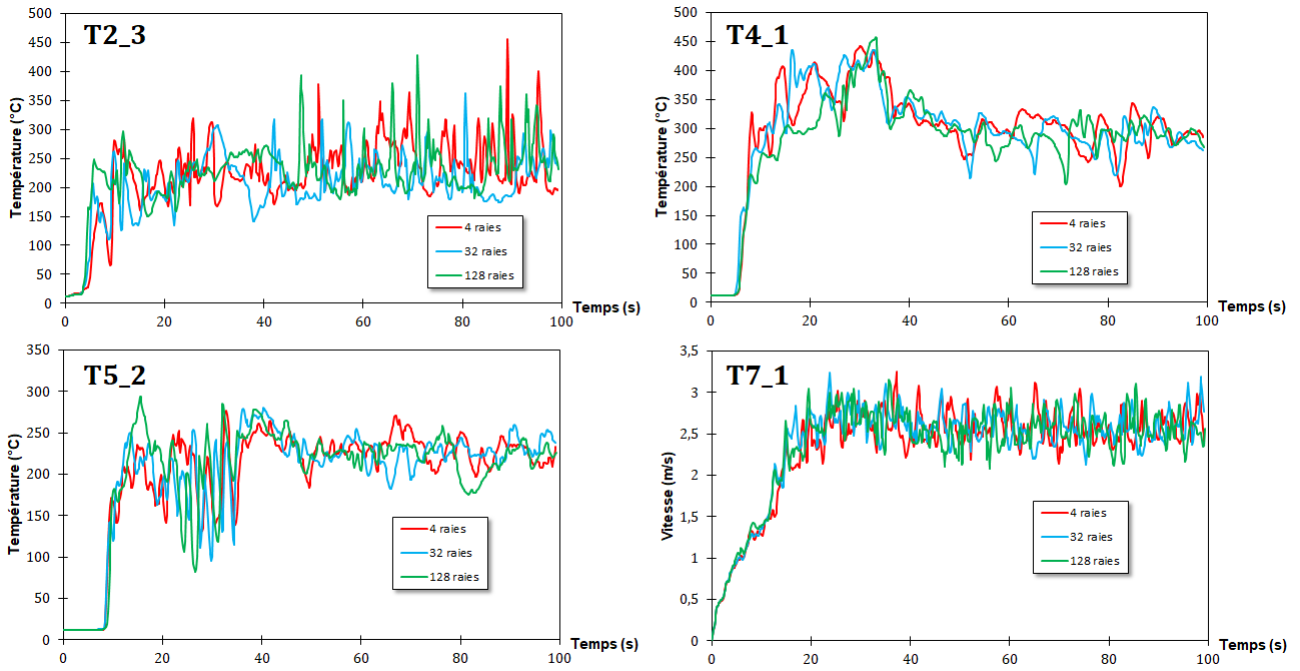 T2_3
Température (°C)
500
450
400
350
300
250
200
150
100
50
0
0 20 40 60 80 100
Temps (s)
4 raies
32 raies
128 raies
T4_1
Température (°C)
500
450
400
350
300
250
200
150
100
50
0
0 20 40 60 80 100
Temps (s)
4 raies
32 raies
128 raies
T5_2
Température (°C)
350
300
250
200
150
100
50
0
0 20 40 60 80 100
Temps (s)
4 raies
32 raies
128 raies
T7_1
Vitesse (m/s)
3,5
3
2,5
2
1,5
1
0,5
0
0 20 40 60 80 100
Temps (s)
4 raies
32 raies
128 raies